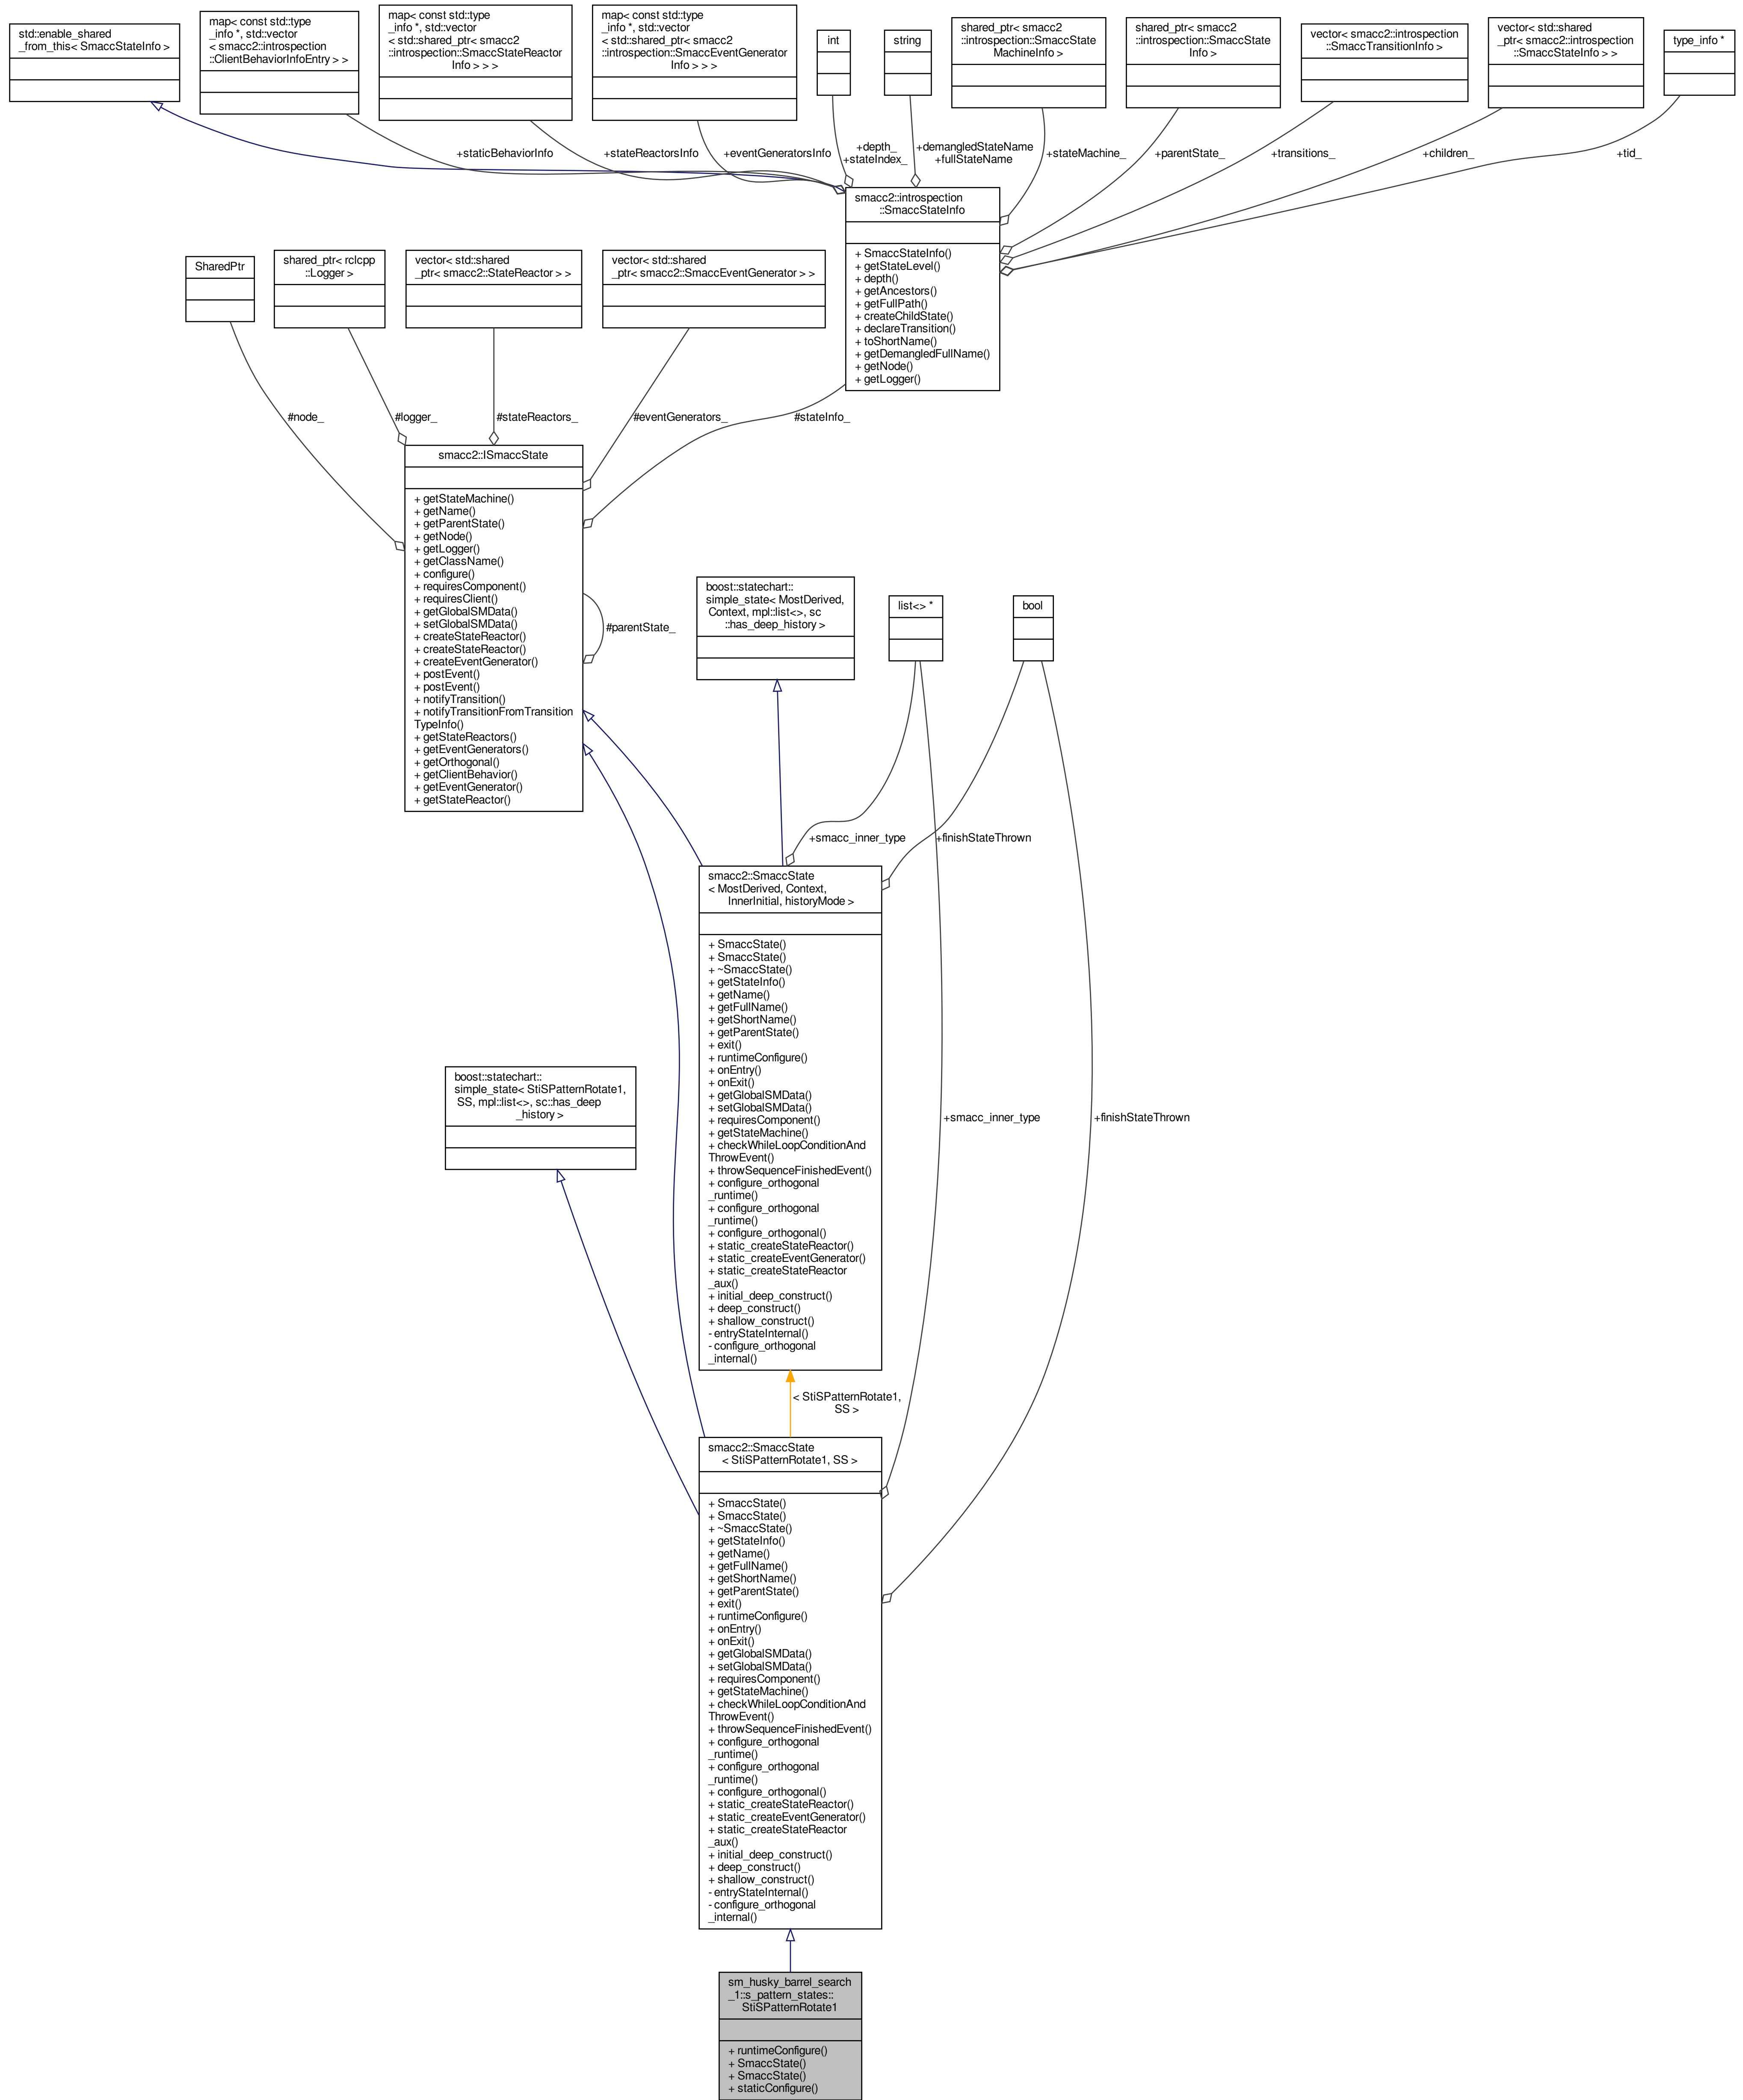 std::enable_shared
_from_this< SmaccStateInfo >
map< const std::type
_info *, std::vector
< smacc2::introspection
::ClientBehaviorInfoEntry > >
map< const std::type
_info *, std::vector
< std::shared_ptr< smacc2
::introspection::SmaccStateReactor
Info > > >
map< const std::type
_info *, std::vector
< std::shared_ptr< smacc2
::introspection::SmaccEventGenerator
Info > > >
int
string
shared_ptr< smacc2
::introspection::SmaccState
MachineInfo >
shared_ptr< smacc2
::introspection::SmaccState
Info >
vector< smacc2::introspection
::SmaccTransitionInfo >
vector< std::shared
_ptr< smacc2::introspection
::SmaccStateInfo > >
type_info *
+staticBehaviorInfo
+stateReactorsInfo
+eventGeneratorsInfo
+depth_
+stateIndex_
+demangledStateName
+fullStateName
+stateMachine_
+parentState_
+transitions_
+children_
+tid_
smacc2::introspection
::SmaccStateInfo
+ SmaccStateInfo()
+ getStateLevel()
+ depth()
+ getAncestors()
+ getFullPath()
+ createChildState()
+ declareTransition()
+ toShortName()
+ getDemangledFullName()
+ getNode()
+ getLogger()
SharedPtr
shared_ptr< rclcpp
::Logger >
vector< std::shared
_ptr< smacc2::StateReactor > >
vector< std::shared
_ptr< smacc2::SmaccEventGenerator > >
#node_
#logger_
#stateReactors_
#eventGenerators_
#stateInfo_
smacc2::ISmaccState
+ getStateMachine()
+ getName()
+ getParentState()
+ getNode()
+ getLogger()
+ getClassName()
+ configure()
+ requiresComponent()
+ requiresClient()
+ getGlobalSMData()
+ setGlobalSMData()
+ createStateReactor()
+ createStateReactor()
+ createEventGenerator()
+ postEvent()
+ postEvent()
+ notifyTransition()
+ notifyTransitionFromTransition
TypeInfo()
+ getStateReactors()
+ getEventGenerators()
+ getOrthogonal()
+ getClientBehavior()
+ getEventGenerator()
+ getStateReactor()
#parentState_
boost::statechart::
simple_state< MostDerived,
Context, mpl::list<>, sc
::has_deep_history >
list<> *
bool
+smacc_inner_type
+finishStateThrown
smacc2::SmaccState
< MostDerived, Context,
InnerInitial, historyMode >
+ SmaccState()
+ SmaccState()
+ ~SmaccState()
+ getStateInfo()
+ getName()
+ getFullName()
+ getShortName()
+ getParentState()
+ exit()
+ runtimeConfigure()
+ onEntry()
+ onExit()
+ getGlobalSMData()
+ setGlobalSMData()
+ requiresComponent()
+ getStateMachine()
+ checkWhileLoopConditionAnd
ThrowEvent()
+ throwSequenceFinishedEvent()
+ configure_orthogonal
_runtime()
+ configure_orthogonal
_runtime()
+ configure_orthogonal()
+ static_createStateReactor()
+ static_createEventGenerator()
+ static_createStateReactor
_aux()
+ initial_deep_construct()
+ deep_construct()
+ shallow_construct()
- entryStateInternal()
- configure_orthogonal
_internal()
boost::statechart::
simple_state< StiSPatternRotate1,
SS, mpl::list<>, sc::has_deep
_history >
+smacc_inner_type
+finishStateThrown
< StiSPatternRotate1,
SS >
smacc2::SmaccState
< StiSPatternRotate1, SS >
+ SmaccState()
+ SmaccState()
+ ~SmaccState()
+ getStateInfo()
+ getName()
+ getFullName()
+ getShortName()
+ getParentState()
+ exit()
+ runtimeConfigure()
+ onEntry()
+ onExit()
+ getGlobalSMData()
+ setGlobalSMData()
+ requiresComponent()
+ getStateMachine()
+ checkWhileLoopConditionAnd
ThrowEvent()
+ throwSequenceFinishedEvent()
+ configure_orthogonal
_runtime()
+ configure_orthogonal
_runtime()
+ configure_orthogonal()
+ static_createStateReactor()
+ static_createEventGenerator()
+ static_createStateReactor
_aux()
+ initial_deep_construct()
+ deep_construct()
+ shallow_construct()
- entryStateInternal()
- configure_orthogonal
_internal()
sm_husky_barrel_search
_1::s_pattern_states::
StiSPatternRotate1
+ runtimeConfigure()
+ SmaccState()
+ SmaccState()
+ staticConfigure()